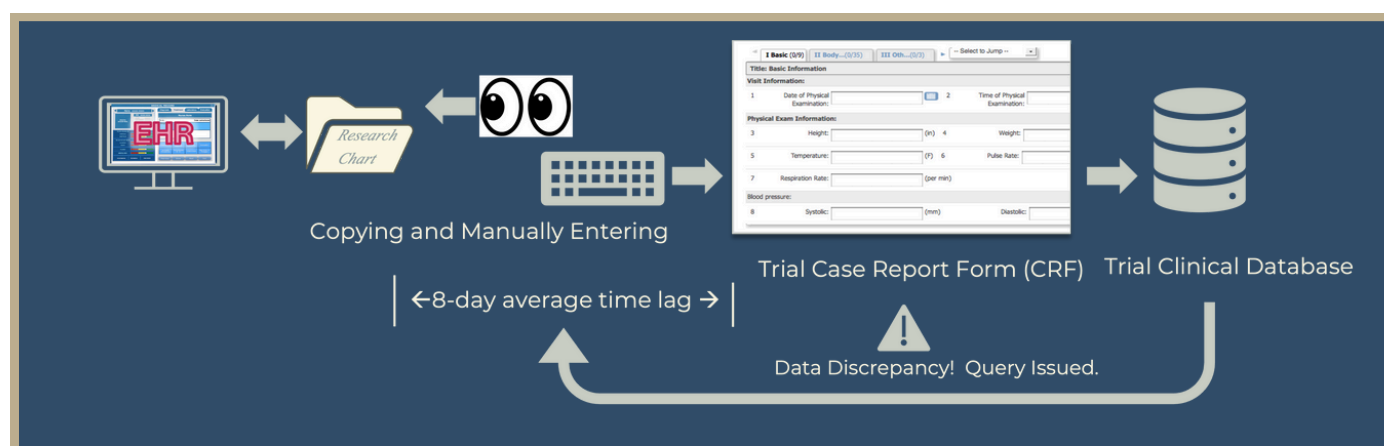 EHR
Research
Chart
Copying and Manually Entering
←8-day average time lag →
I Basic (0/9) II Body...(0/35) III Oth...(0/3) -- Select to Jump --
Title: Basic Information
Visit Information:
1 Date of Physical Examination: 2 Time of Physical Examination:
Physical Exam Information:
3 Height: (in) 4 Weight:
5 Temperature: (F) 6 Pulse Rate:
7 Respiration Rate: (per min)
Blood pressure:
8 Systolic: (mm) Diastolic:
Trial Case Report Form (CRF)
Trial Clinical Database
Data Discrepancy! Query Issued.